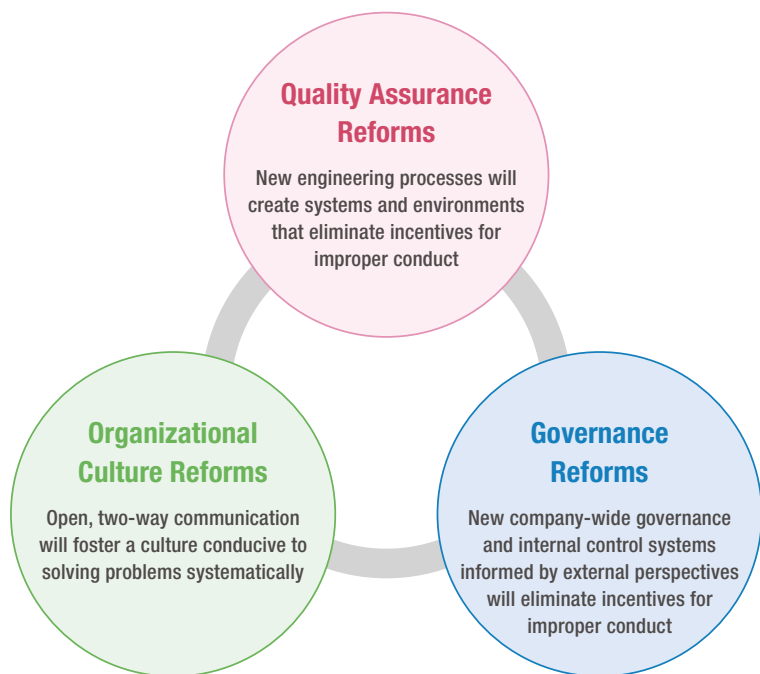 Quality Assurance
Reforms
New engineering processes will
create systems and environments
that eliminate incentives for
improper conduct
Organizational
Culture Reforms
Open, two-way communication
will foster a culture conducive to
solving problems systematically
Governance
Reforms
New company-wide governance
and internal control systems
informed by external perspectives
will eliminate incentives for
improper conduct